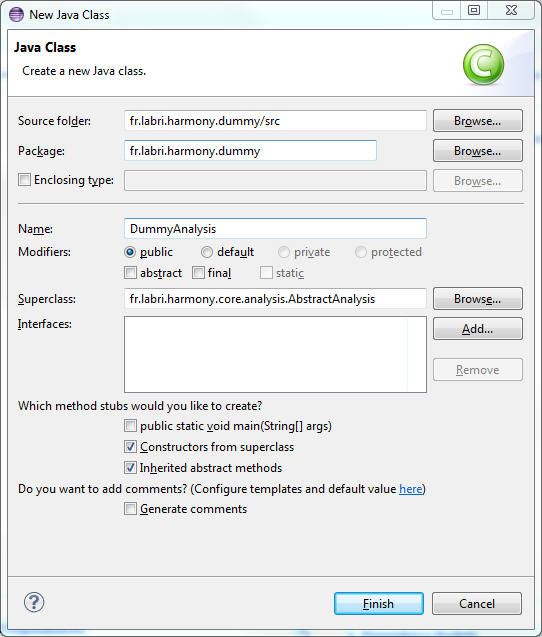 New Java Class
Java Class
Create a new Java class.
C
Source folder: fr.labri.harmony.dummy/src Browse...
Package: fr.labri.harmony.dummy Browse...
Enclosing type: Browse...
Name: DummyAnalysis
Modifiers: public default private protected
abstract final static
Superclass: fr.labri.harmony.core.analysis.AbstractAnalysis Browse...
Interfaces: Add...
Remove
Which method stubs would you like to create?
public static void main(String[] args)
Constructors from superclass
Inherited abstract methods
Do you want to add comments? (Configure templates and default value here)
Generate comments
? Finish Cancel